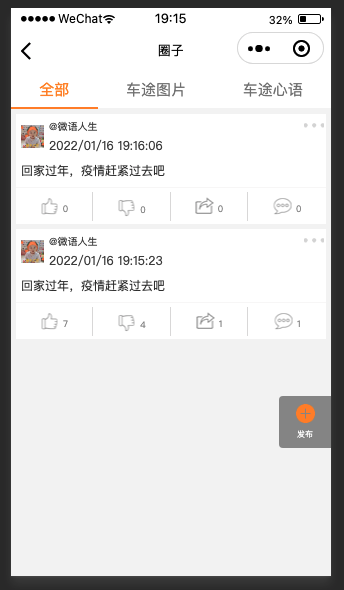 WeChat 19:15 32%
圈子
全部 车途图片 车途心语
@微语人生
2022/01/16 19:16:06
回家过年，疫情赶紧过去吧
0 0 0 0
@微语人生
2022/01/16 19:15:23
回家过年，疫情赶紧过去吧
7 4 1 1
发布